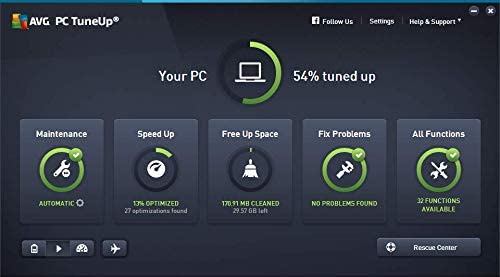 AVG PC TuneUp®
Follow Us
Settings
Help & Support
Your PC
54% tuned up
Maintenance
AUTOMATIC
Speed Up
13% OPTIMIZED
27 optimizations found
Free Up Space
170.91 MB CLEANED
29.57 GB left
Fix Problems
NO PROBLEMS FOUND
All Functions
32 FUNCTIONS
AVAILABLE
Rescue Center